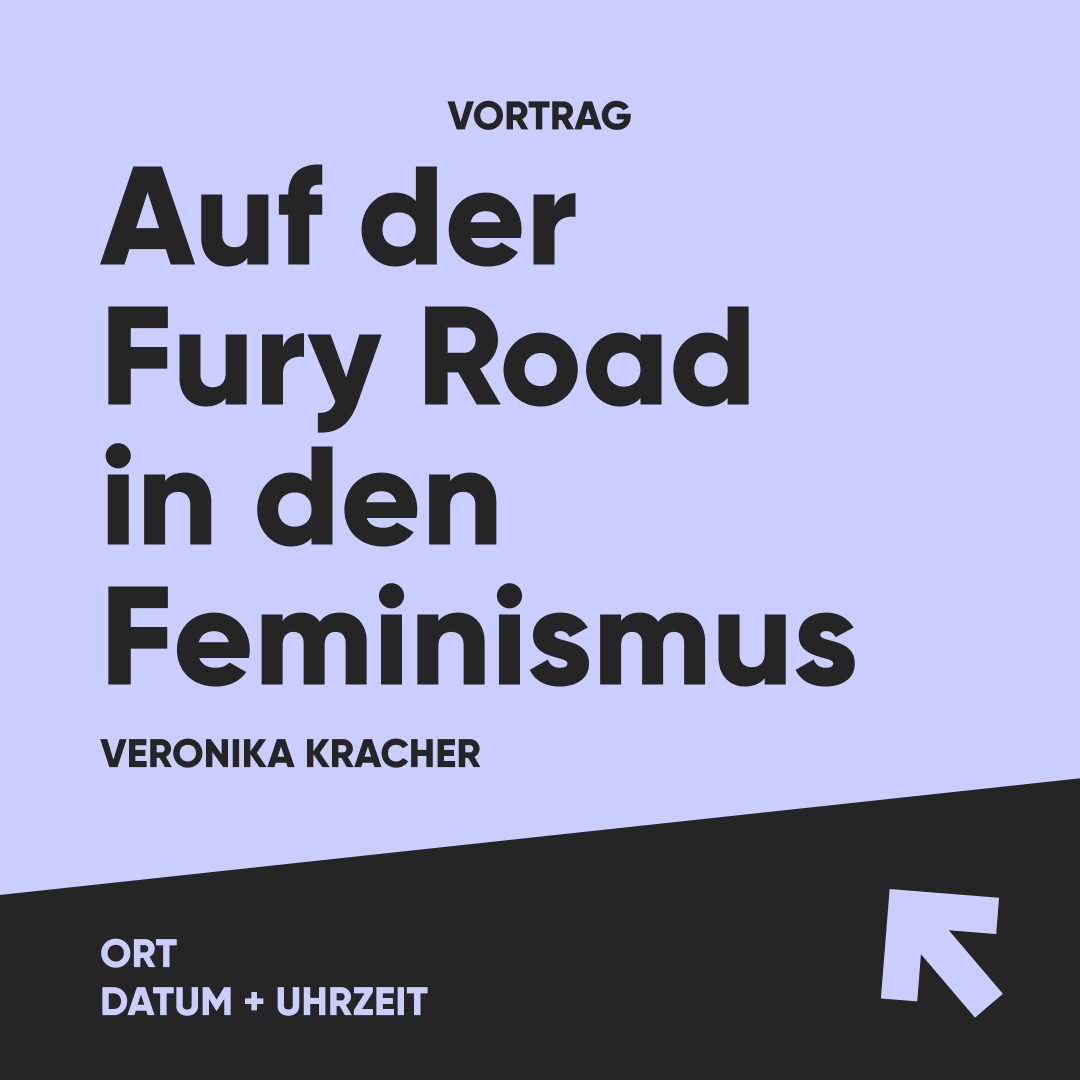 VORTRAG
Auf der
Fury Road
in den
Feminismus
VERONIKA KRACHER
ORT
DATUM + UHRZEIT